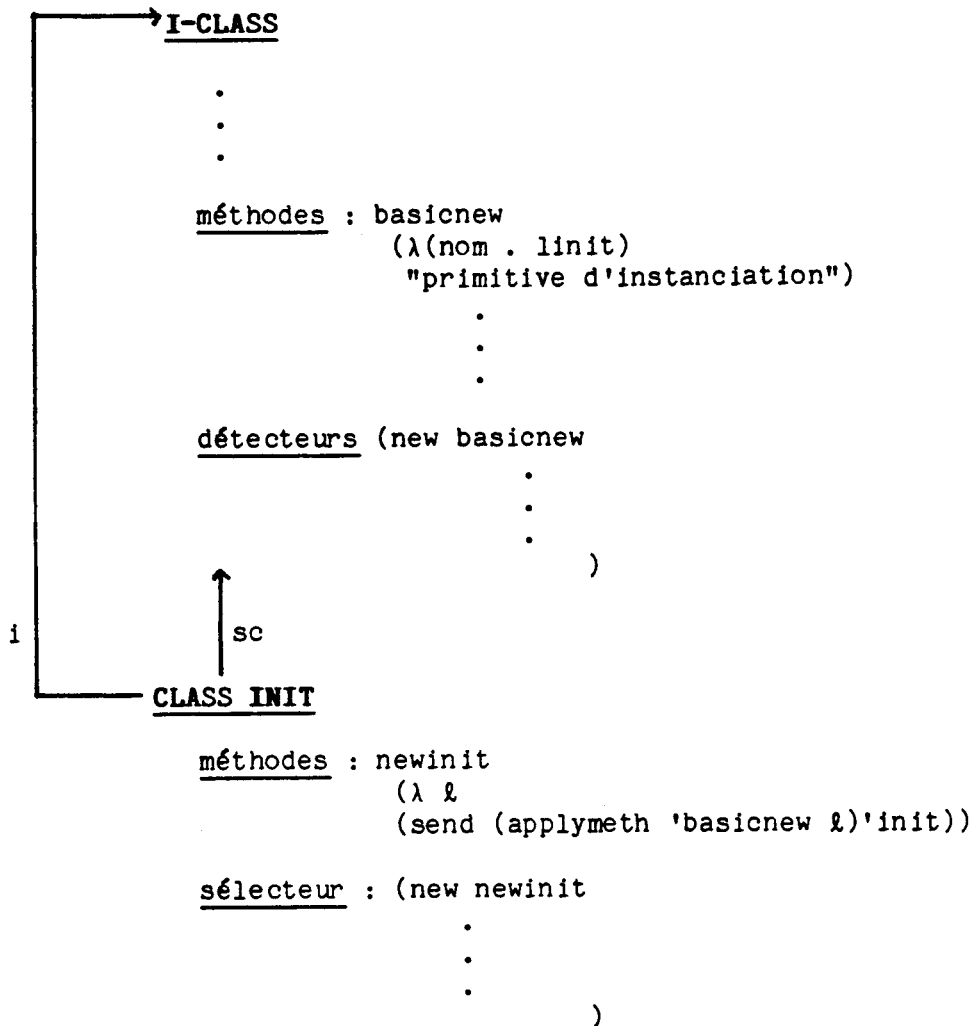 I-CLASS
.
.
.
méthodes : basicnew
(λ(nom . linit)
"primitive d'instanciation")
.
.
.
détecteurs (new basicnew
.
.
.
)
i
sc
CLASS INIT
méthodes : newinit
(λ ℓ
(send (applymeth 'basicnew ℓ)'init))
sélecteur : (new newinit
.
.
.
)